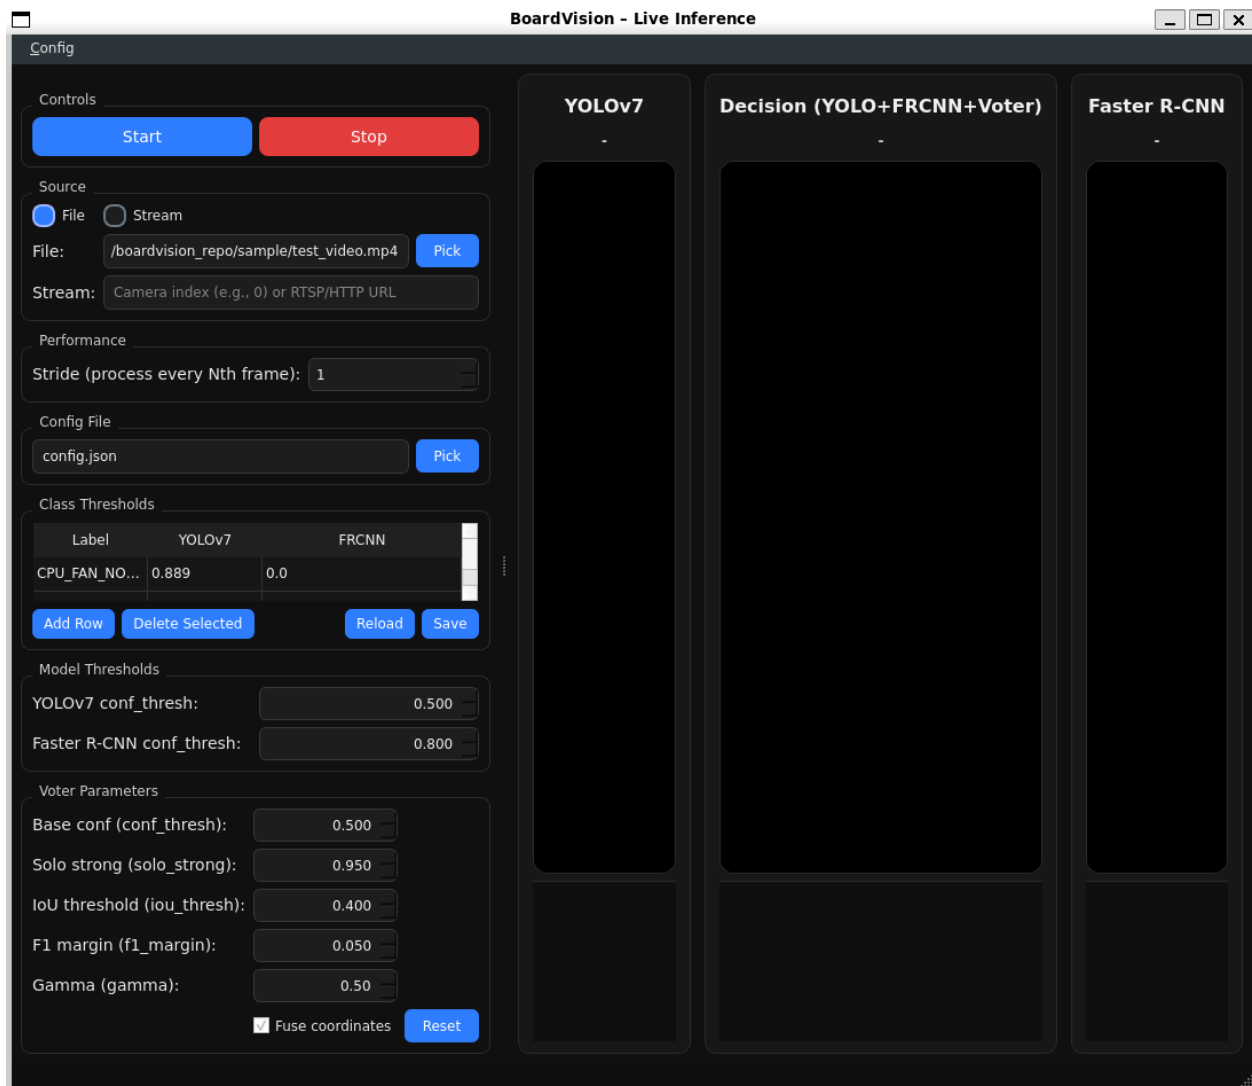 BoardVision – Live Inference
Config
Controls
Start Stop
Source
File Stream
File: /boardvision_repo/sample/test_video.mp4 Pick
Stream: Camera index (e.g., 0) or RTSP/HTTP URL
Performance
Stride (process every Nth frame): 1
Config File
config.json Pick
Class Thresholds
Label YOLOv7 FRCNN
CPU_FAN_NO... 0.889 0.0
Add Row Delete Selected Reload Save
Model Thresholds
YOLOv7 conf_thresh: 0.500
Faster R-CNN conf_thresh: 0.800
Voter Parameters
Base conf (conf_thresh): 0.500
Solo strong (solo_strong): 0.950
IoU threshold (iou_thresh): 0.400
F1 margin (f1_margin): 0.050
Gamma (gamma): 0.50
Fuse coordinates Reset
YOLOv7
-
Decision (YOLO+FRCNN+Voter)
-
Faster R-CNN
-